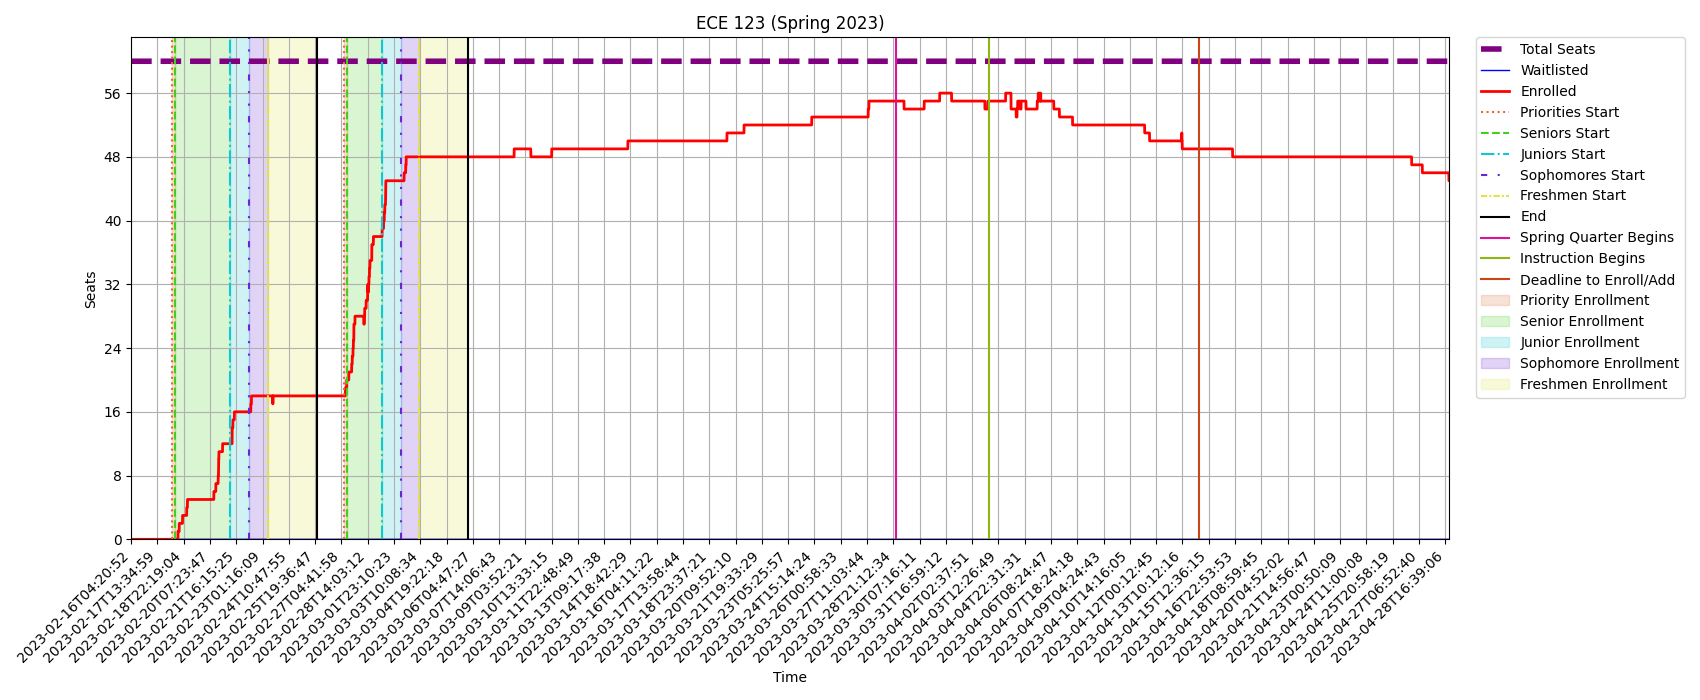 ECE 123 (Spring 2023)
Seats
56
48
40
32
24
16
8
0
2023-02-16T04:20:52
2023-02-17T13:34:59
2023-02-18T22:19:04
2023-02-20T07:23:47
2023-02-21T16:15:25
2023-02-23T01:16:09
2023-02-24T10:47:55
2023-02-25T19:36:47
2023-02-27T04:41:58
2023-02-28T14:03:12
2023-03-01T23:10:23
2023-03-03T10:08:34
2023-03-04T19:22:18
2023-03-06T04:47:27
2023-03-07T14:06:43
2023-03-09T03:52:21
2023-03-10T13:33:15
2023-03-11T22:48:49
2023-03-13T09:17:38
2023-03-14T18:42:29
2023-03-16T04:11:22
2023-03-17T13:58:44
2023-03-18T23:37:21
2023-03-20T09:52:10
2023-03-21T19:33:29
2023-03-23T05:25:57
2023-03-24T15:14:24
2023-03-26T00:58:33
2023-03-27T11:03:44
2023-03-28T21:12:34
2023-03-30T07:16:11
2023-03-31T16:59:12
2023-04-02T02:37:51
2023-04-03T12:26:49
2023-04-04T22:31:31
2023-04-06T08:24:47
2023-04-07T18:24:18
2023-04-09T04:24:43
2023-04-10T14:16:05
2023-04-12T00:12:45
2023-04-13T10:12:16
2023-04-15T12:36:15
2023-04-16T22:53:53
2023-04-18T08:59:45
2023-04-20T04:52:02
2023-04-21T14:56:47
2023-04-23T00:50:09
2023-04-24T11:00:08
2023-04-25T20:58:19
2023-04-27T06:52:40
2023-04-28T16:39:06
Time
Total Seats
Waitlisted
Enrolled
Priorities Start
Seniors Start
Juniors Start
Sophomores Start
Freshmen Start
End
Spring Quarter Begins
Instruction Begins
Deadline to Enroll/Add
Priority Enrollment
Senior Enrollment
Junior Enrollment
Sophomore Enrollment
Freshmen Enrollment